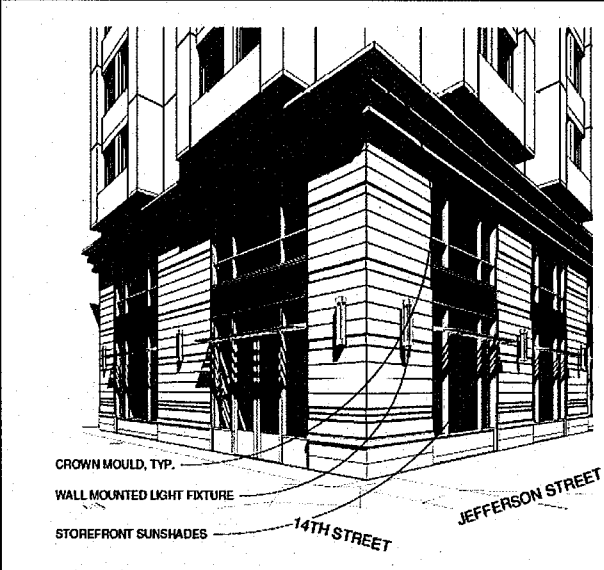 CROWN MOULD, TYP.
WALL MOUNTED LIGHT FIXTURE
STOREFRONT SUNSHADES
14TH STREET
JEFFERSON STREET